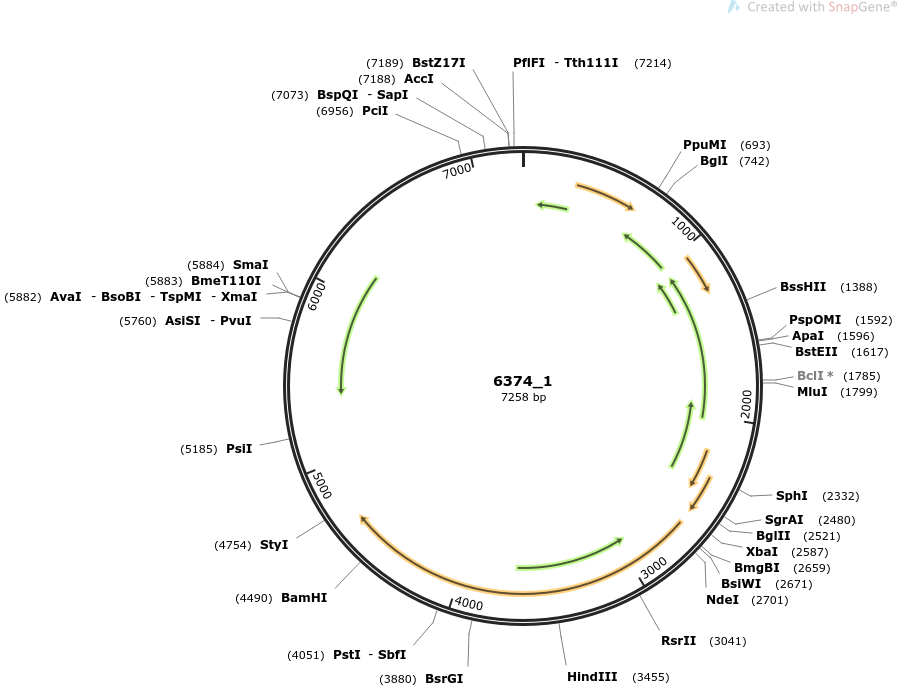 Created with SnapGene®
(7189) BstZ17I
PflFI - Tth111I (7214)
(7188) AccI
(7073) BspQI - SapI
(6956) PciI
PpuMI (693)
BglI (742)
7000
1000
(5884) SmaI
(5883) BmeT110I
(5882) AvaI - BsoBI - TspMI - XmaI
(5760) AsiSI - PvuI
6000
BssHII (1388)
PspOMI (1592)
ApaI (1596)
BstEII (1617)
BclI * (1785)
MluI (1799)
6374_1
7258 bp
2000
(5185) PsiI
5000
SphI (2332)
SgrAI (2480)
BglII (2521)
XbaI (2587)
BmgBI (2659)
BsiWI (2671)
NdeI (2701)
(4754) StyI
3000
(4490) BamHI
4000
RsrII (3041)
(4051) PstI - SbfI
(3880) BsrGI
HindIII (3455)